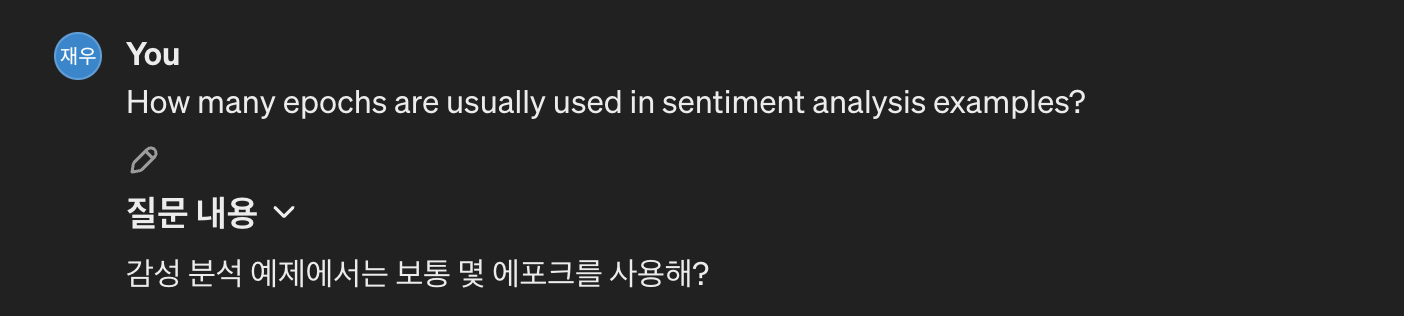 재우
You
How many epochs are usually used in sentiment analysis examples?
질문 내용
감성 분석 예제에서는 보통 몇 에포크를 사용해?